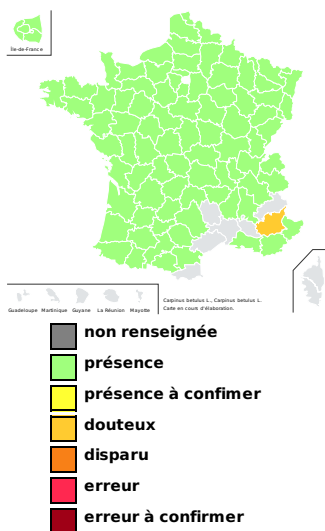 Île-de-France
Carpinus betulus L., Carpinus betulus L.
Carte en cours d'élaboration.
Guadeloupe Martinique Guyane La Réunion Mayotte
non renseignée
présence
présence à confimer
douteux
disparu
erreur
erreur à confirmer